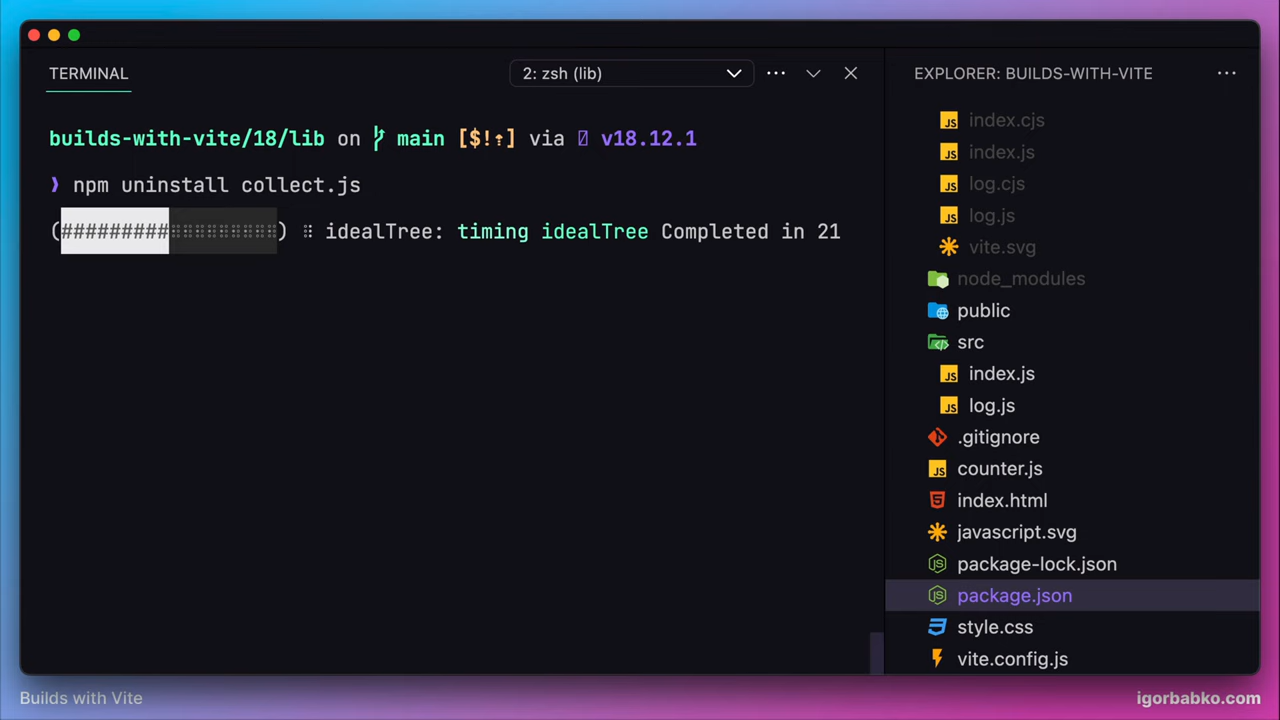 TERMINAL
2: zsh (lib)
builds-with-vite/18/lib on main [$!⇡] via v18.12.1
❯ npm uninstall collect.js
(#########⠂⠂⠂⠂⠂⠂⠂⠂⠂) ⠸ idealTree: timing idealTree Completed in 21
EXPLORER: BUILDS-WITH-VITE
index.cjs
index.js
log.cjs
log.js
vite.svg
node_modules
public
src
index.js
log.js
.gitignore
counter.js
index.html
javascript.svg
package-lock.json
package.json
style.css
vite.config.js
Builds with Vite
igorbabko.com